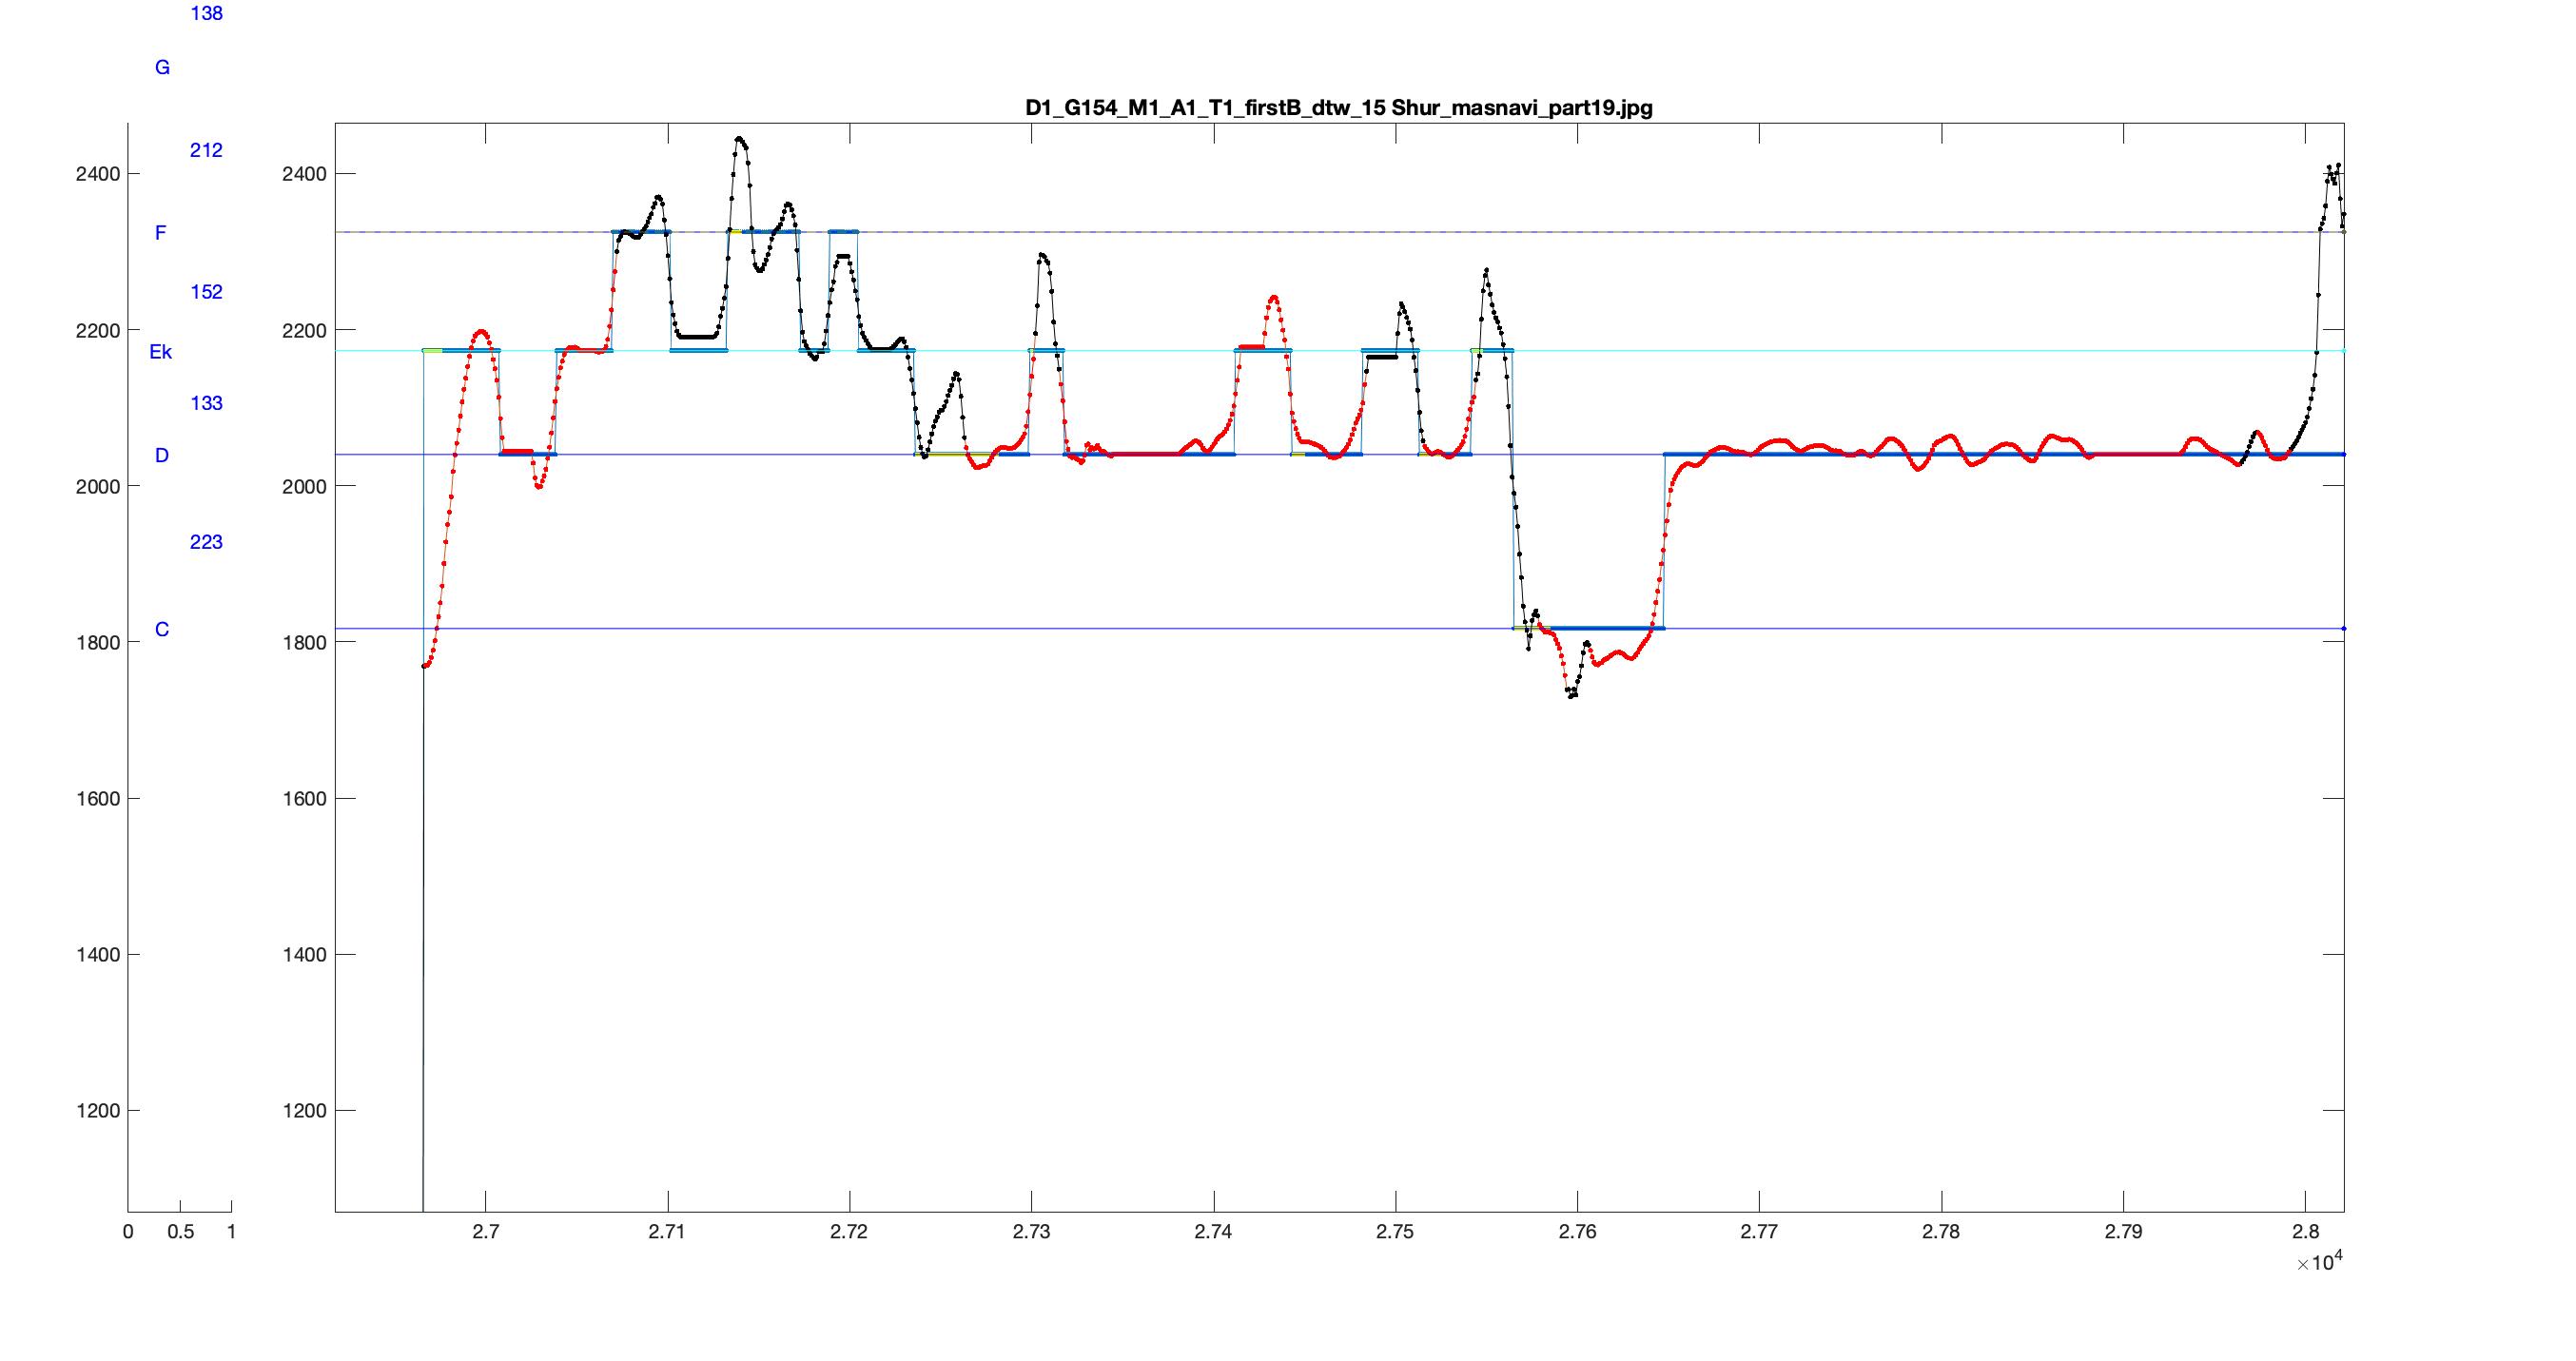 138
G
D1_G154_M1_A1_T1_firstB_dtw_15 Shur_masnavi_part19.jpg
212
2400 2400
F
152
2200 2200
Ek
133
D
2000 2000
223
C
1800 1800
1600 1600
1400 1400
1200 1200
0 0.5 1 2.7 2.71 2.72 2.73 2.74 2.75 2.76 2.77 2.78 2.79 2.8
×10⁴